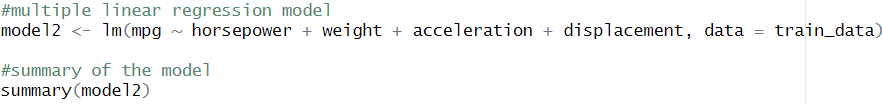 #multiple linear regression model
model2 <- lm(mpg ~ horsepower + weight + acceleration + displacement, data = train_data)
#summary of the model
summary(model2)